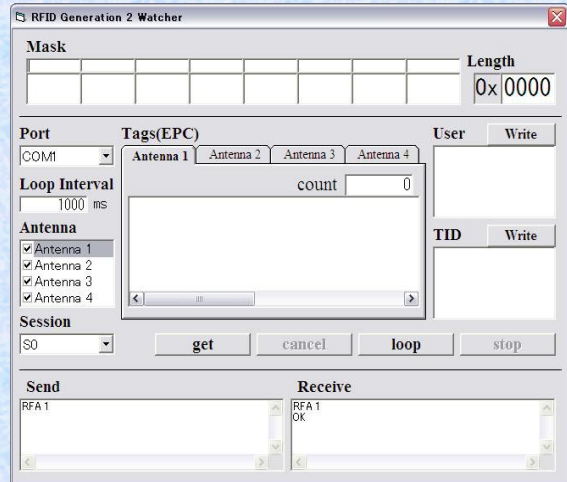 RFID Generation 2 Watcher
Mask
Length
0x 0000
Port
COM1
Loop Interval
1000 ms
Antenna
Antenna 1
Antenna 2
Antenna 3
Antenna 4
Session
S0
Tags(EPC)
Antenna 1 Antenna 2 Antenna 3 Antenna 4
count 0
User Write
TID Write
get cancel loop stop
Send
RFA 1
Receive
RFA 1
OK